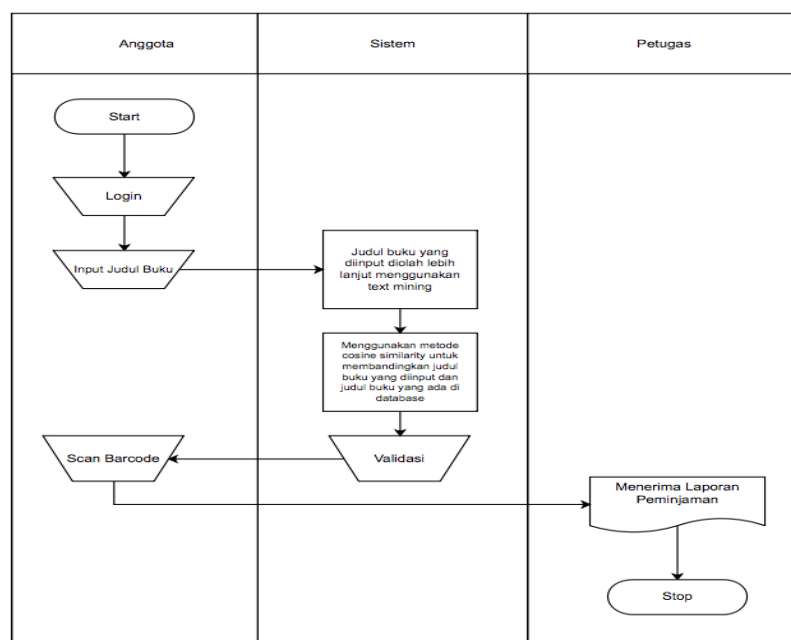 Anggota
Sistem
Petugas
Start
Login
Input Judul Buku
Judul buku yang
diinput diolah lebih
lanjut menggunakan
text mining
Menggunakan metode
cosine similarity untuk
membandingkan judul
buku yang diinput dan
judul buku yang ada di
database
Validasi
Scan Barcode
Menerima Laporan
Peminjaman
Stop